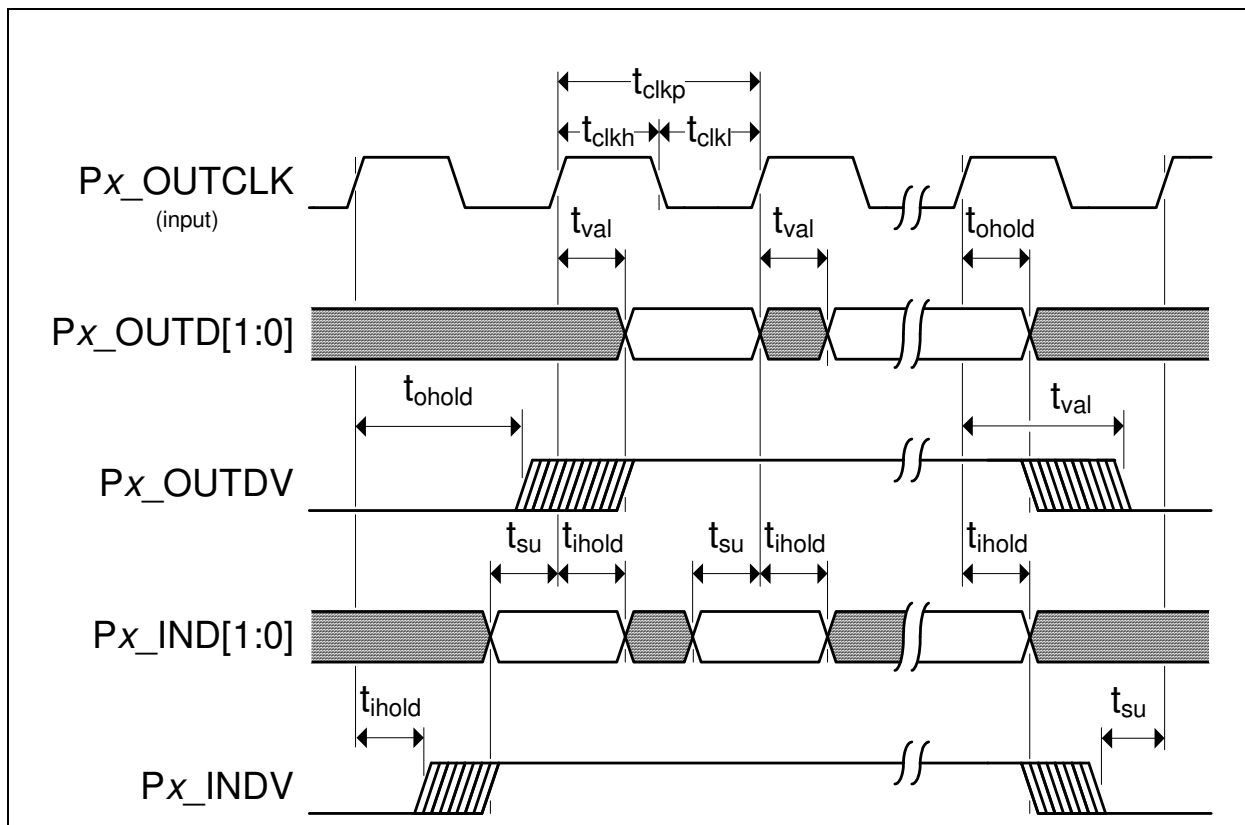 tclkp
tclkh
tclkl
Px_OUTCLK
(input)
tval
tval
tohold
Px_OUTD[1:0]
tohold
tval
Px_OUTDV
tsu
tihold
tsu
tihold
tihold
Px_IND[1:0]
tihold
tsu
Px_INDV